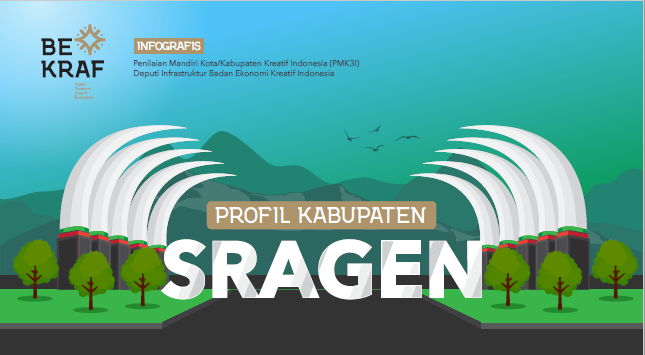 BE
KRAF
INFOGRAFIS
Penilaian Mandiri Kota/Kabupaten Kreatif Indonesia (PMK3I)
Deputi Infrastruktur Badan Ekonomi Kreatif Indonesia
PROFIL KABUPATEN
SRAGEN